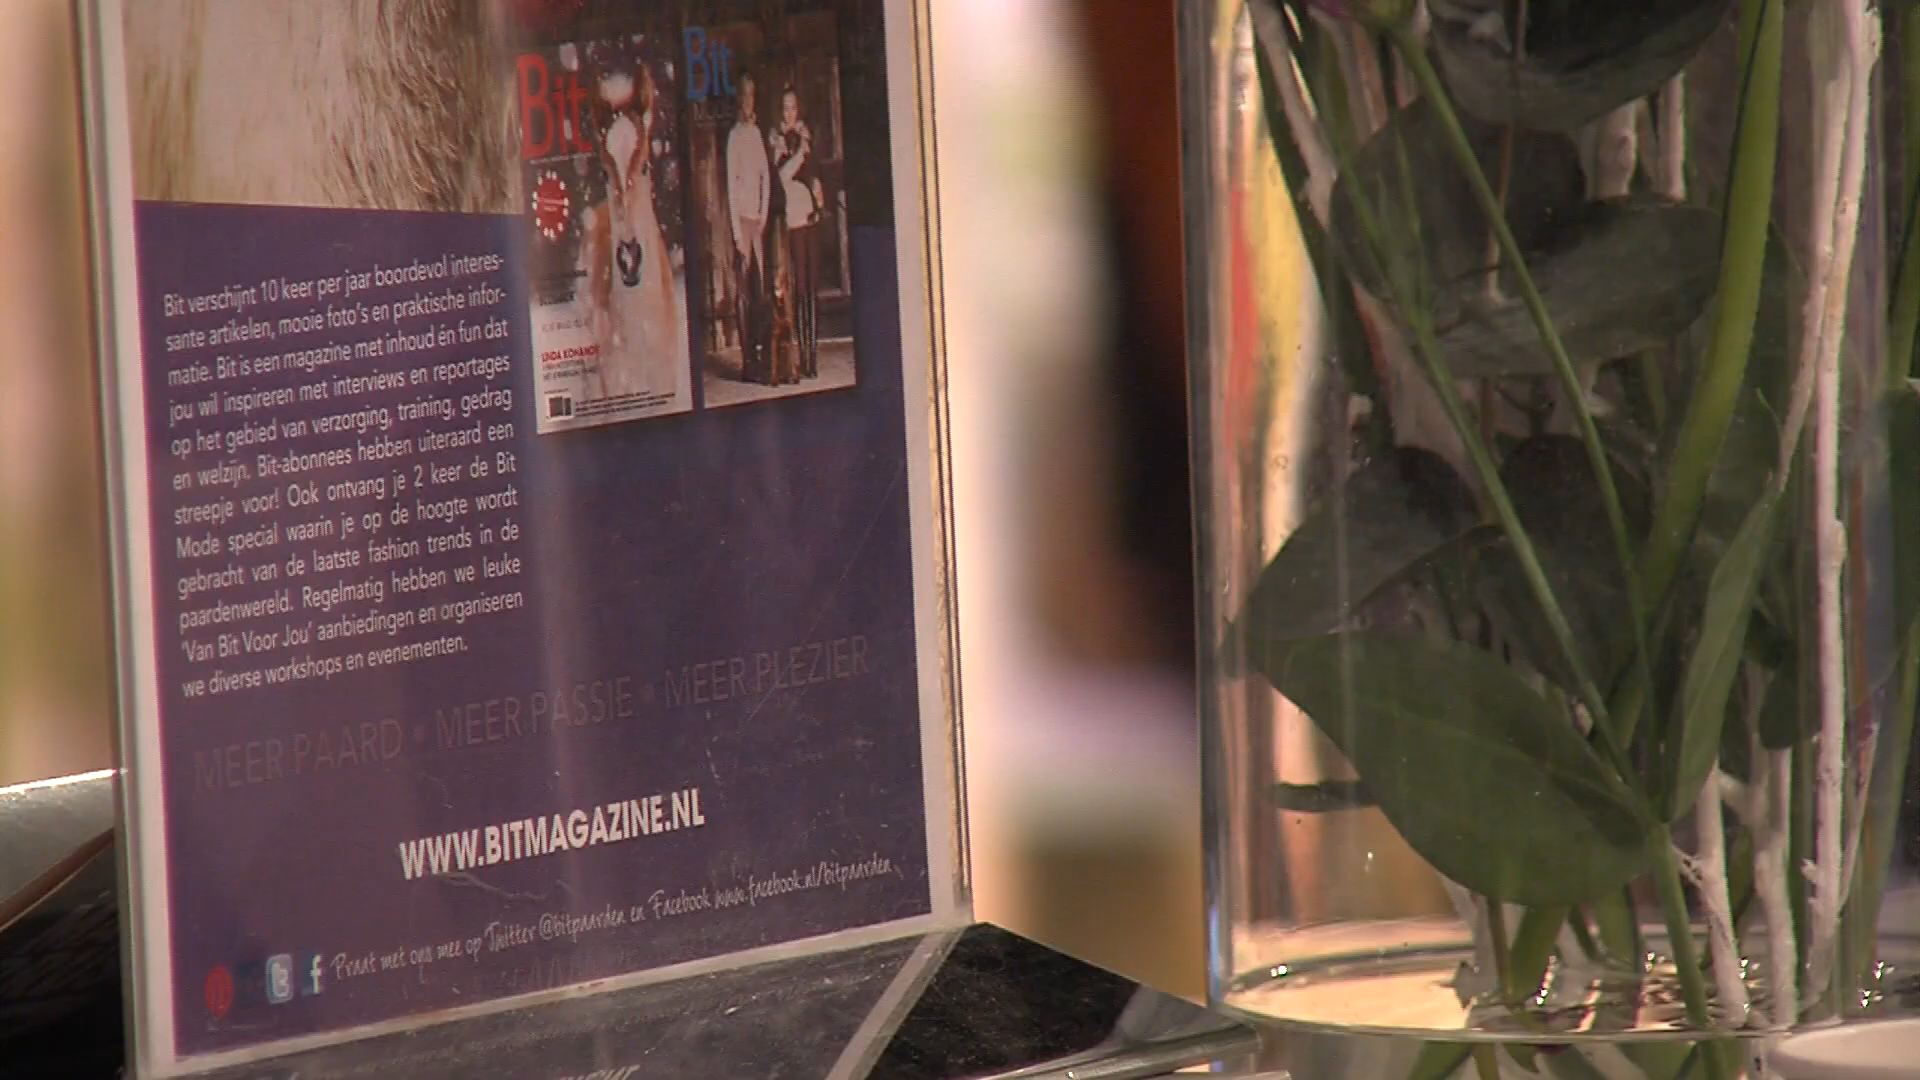 Bit
Bit
MODE
LINDA KOHANOV
Bit verschijnt 10 keer per jaar boordevol interes-
sante artikelen, mooie foto's en praktische infor-
matie. Bit is een magazine met inhoud én fun dat
jou wil inspireren met interviews en reportages
op het gebied van verzorging, training, gedrag
en welzijn. Bit-abonnees hebben uiteraard een
streepje voor! Ook ontvang je 2 keer de Bit
Mode special waarin je op de hoogte wordt
gebracht van de laatste fashion trends in de
paardenwereld. Regelmatig hebben we leuke
'Van Bit Voor Jou' aanbiedingen en organiseren
we diverse workshops en evenementen.
MEER PAARD • MEER PASSIE • MEER PLEZIER
WWW.BITMAGAZINE.NL
Praat met ons mee op Twitter @bitpaarden en Facebook www.facebook.nl/bitpaarden